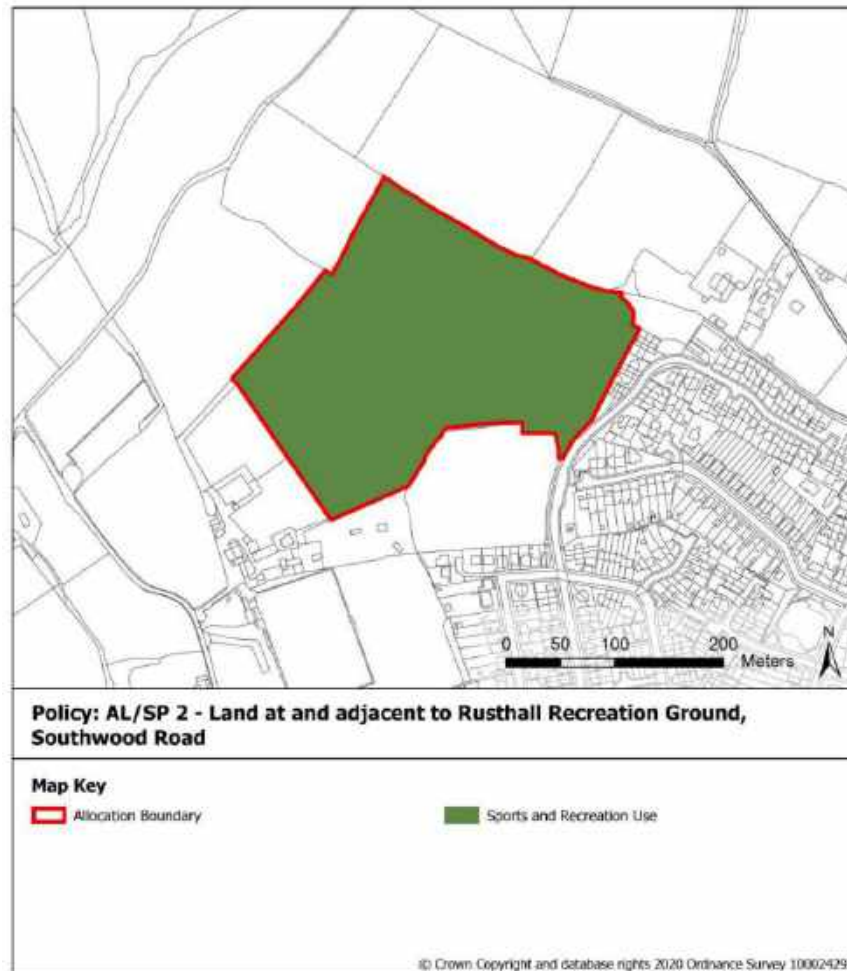 0 50 100 200
Meters
N
Policy: AL/SP 2 - Land at and adjacent to Rusthall Recreation Ground,
Southwood Road
Map Key
Allocation Boundary
Sports and Recreation Use
© Crown Copyright and database rights 2020 Ordnance Survey 10002429